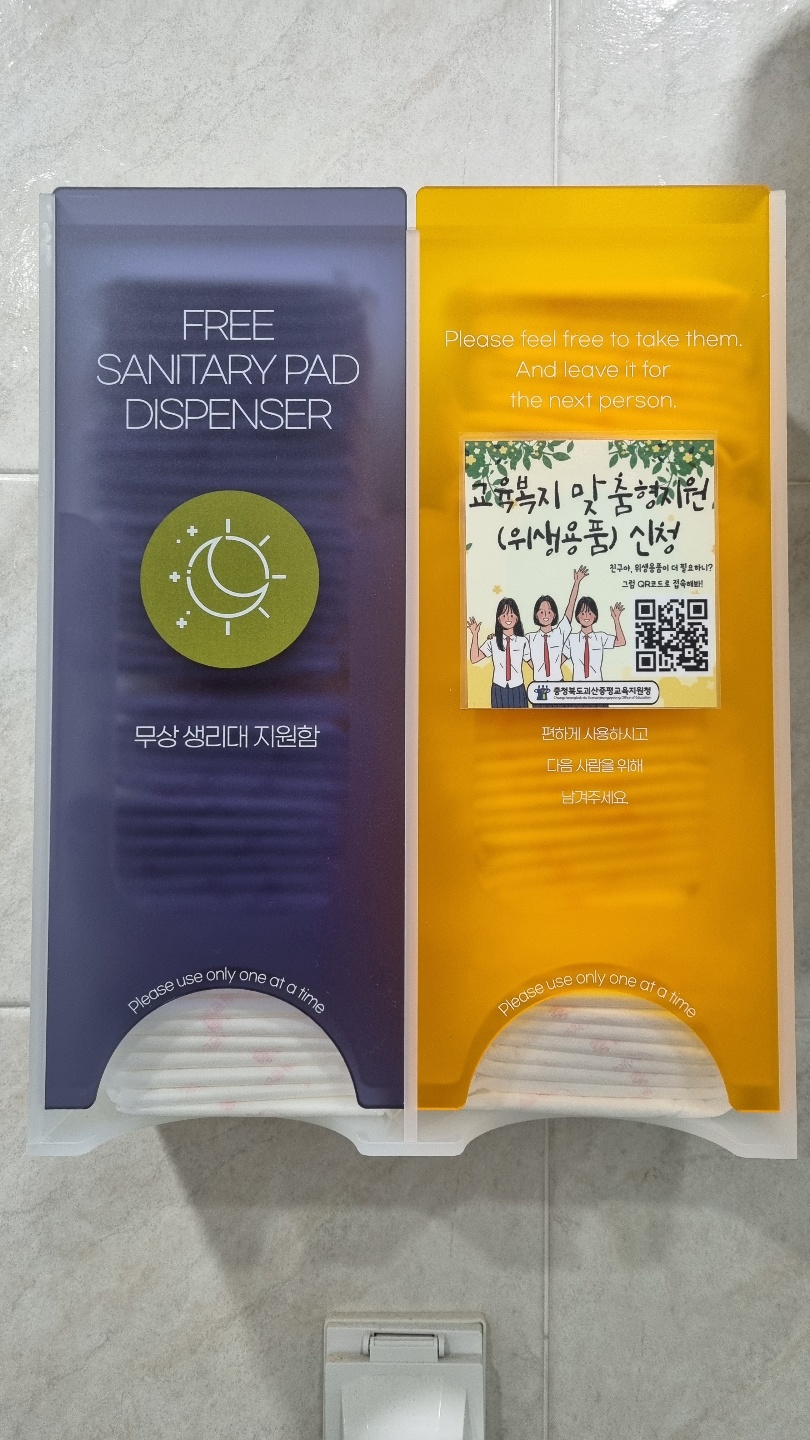 FREE
SANITARY PAD
DISPENSER
무상 생리대 지원함
Please use only one at a time
Please feel free to take them.
And leave it for
the next person.
교육복지 맞춤형지원
(위생용품) 신청
친구야, 위생용품이 더 필요하니?
그럼 QR코드로 접속해봐!
충청북도괴산증평교육지원청
편하게 사용하시고
다음 사람을 위해
남겨주세요.
Please use only one at a time